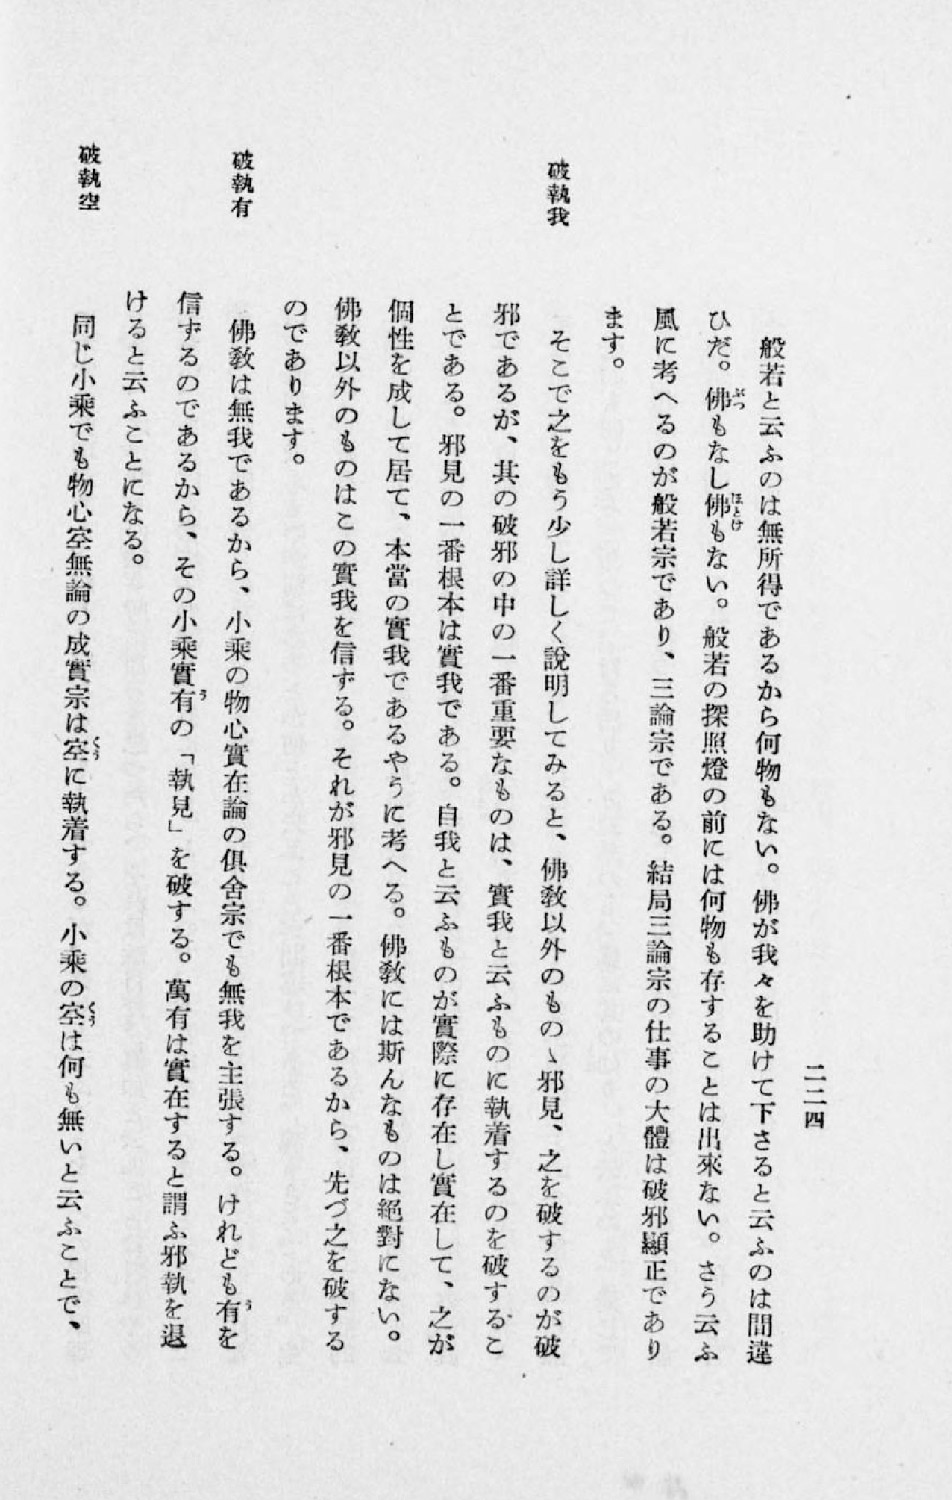 二二四
般若と云ふのは無所得であるから何物もない。佛が我々を助けて下さると云ふのは間違
ひだ。佛もなし佛もない。般若の探照燈の前には何物も存することは出來ない。さう云ふ
ぶつ
ほとけ
風に考へるのが般若宗であり、三論宗である。結局三論宗の仕事の大體は破邪顯正であり
ます。
破執我
そこで之をもう少し詳しく說明してみると、佛敎以外のものゝ邪見、之を破するのが破
邪であるが、其の破邪の中の一番重要なものは、實我と云ふものに執着するのを破するこ
とである。邪見の一番根本は實我である。自我と云ふものが實際に存在し實在して、之が
個性を成して居て、本當の實我であるやうに考へる。佛敎には斯んなものは絕對にない。
佛敎以外のものはこの實我を信ずる。それが邪見の一番根本であるから、先づ之を破する
のであります。
破執有
佛敎は無我であるから、小乘の物心實在論の俱舍宗でも無我を主張する。けれども有を
う
信ずるのであるから、その小乘實有の「執見」を破する。萬有は實在すると謂ふ邪執を退
う
けると云ふことになる。
破執空
同じ小乘でも物心空無論の成實宗は空に執着する。小乘の空は何も無いと云ふことで、
くう
くう